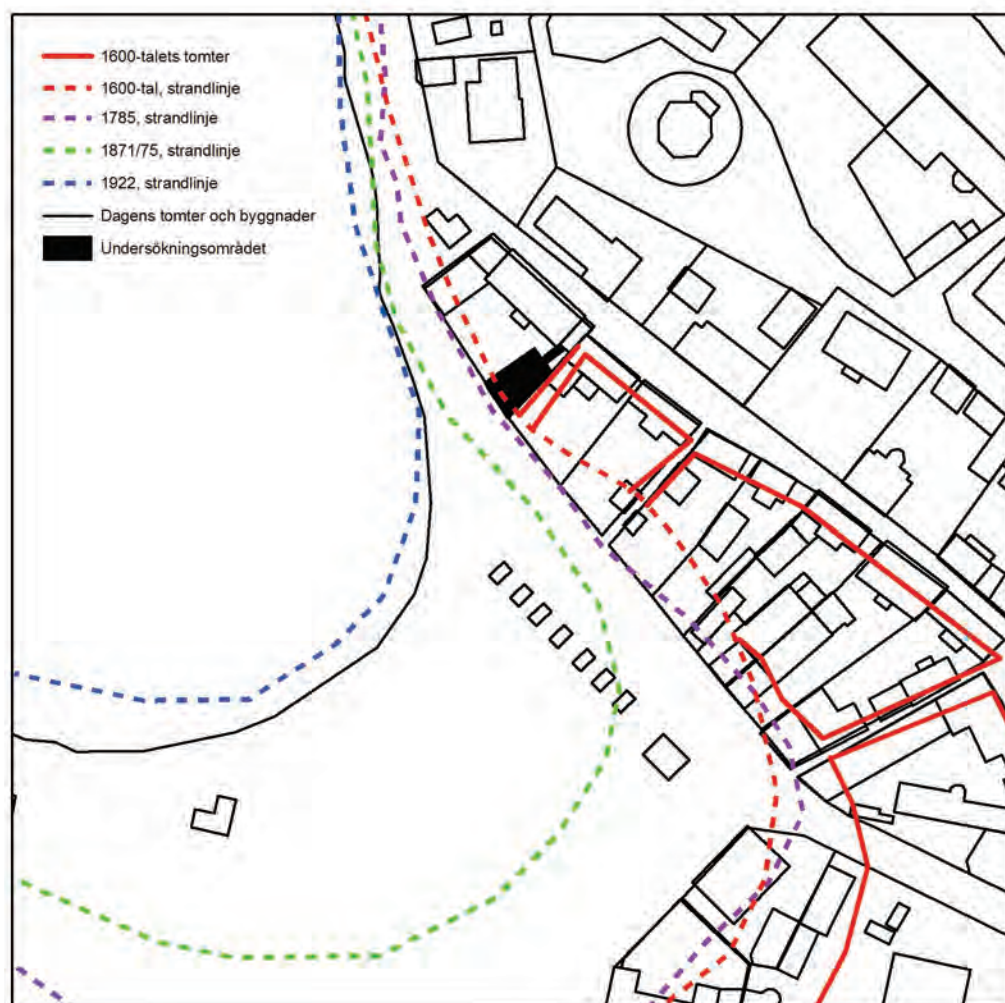 1600-talets tomter
1600-tal, strandlinje
1785, strandlinje
1871/75, strandlinje
1922, strandlinje
Dagens tomter och byggnader
Undersökningsområdet